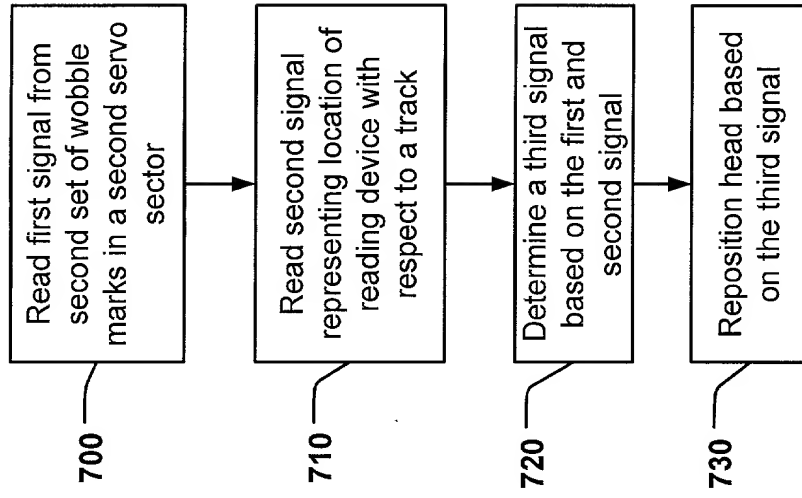 Read first signal from
second set of wobble
marks in a second servo
sector
700
Read second signal
representing location of
reading device with
respect to a track
710
Determine a third signal
based on the first and
second signal
720
Reposition head based
on the third signal
730